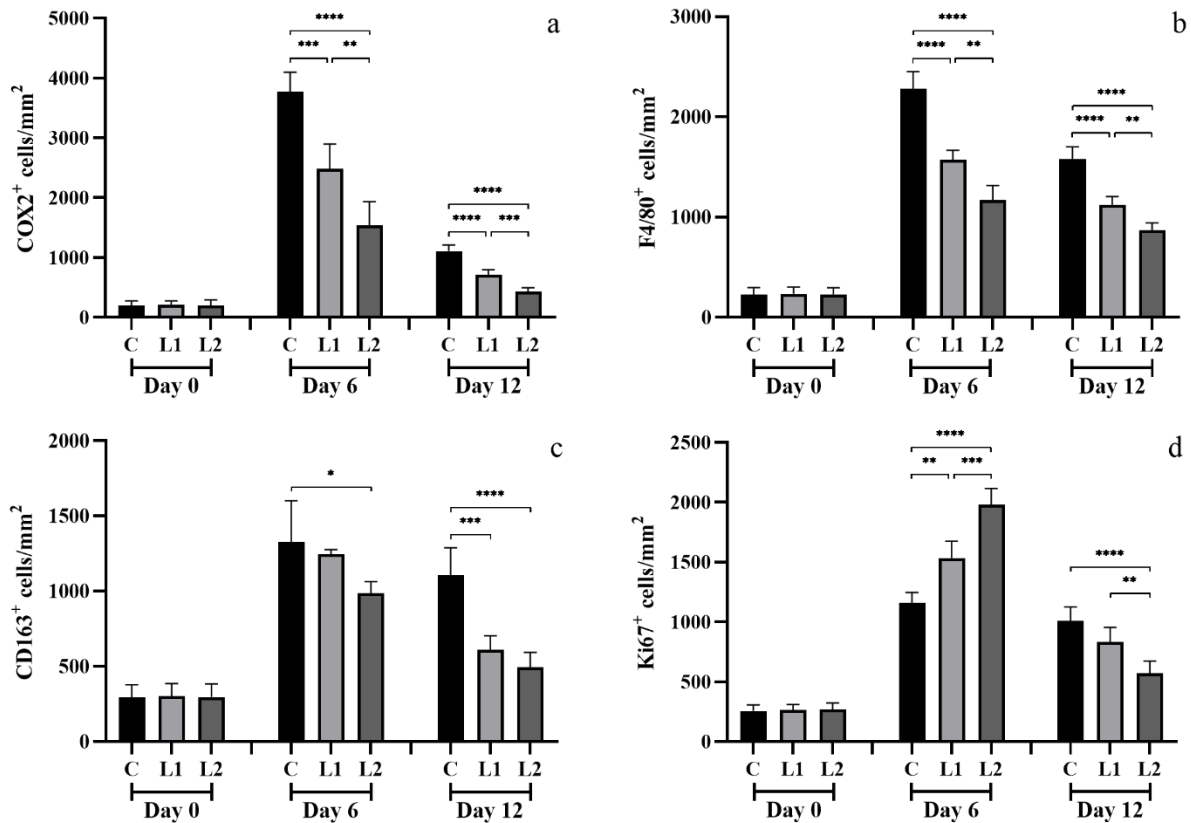 a
COX2+ cells/mm2
5000
4000
3000
2000
1000
0
****
*** **
****
**** ***
C L1 L2 C L1 L2 C L1 L2
Day 0 Day 6 Day 12
b
F4/80+ cells/mm2
3000
2000
1000
0
****
**** **
****
**** **
C L1 L2 C L1 L2 C L1 L2
Day 0 Day 6 Day 12
c
CD163+ cells/mm2
2000
1500
1000
500
0
*
****
***
C L1 L2 C L1 L2 C L1 L2
Day 0 Day 6 Day 12
d
Ki67+ cells/mm2
2500
2000
1500
1000
500
0
****
** ***
****
**
C L1 L2 C L1 L2 C L1 L2
Day 0 Day 6 Day 12